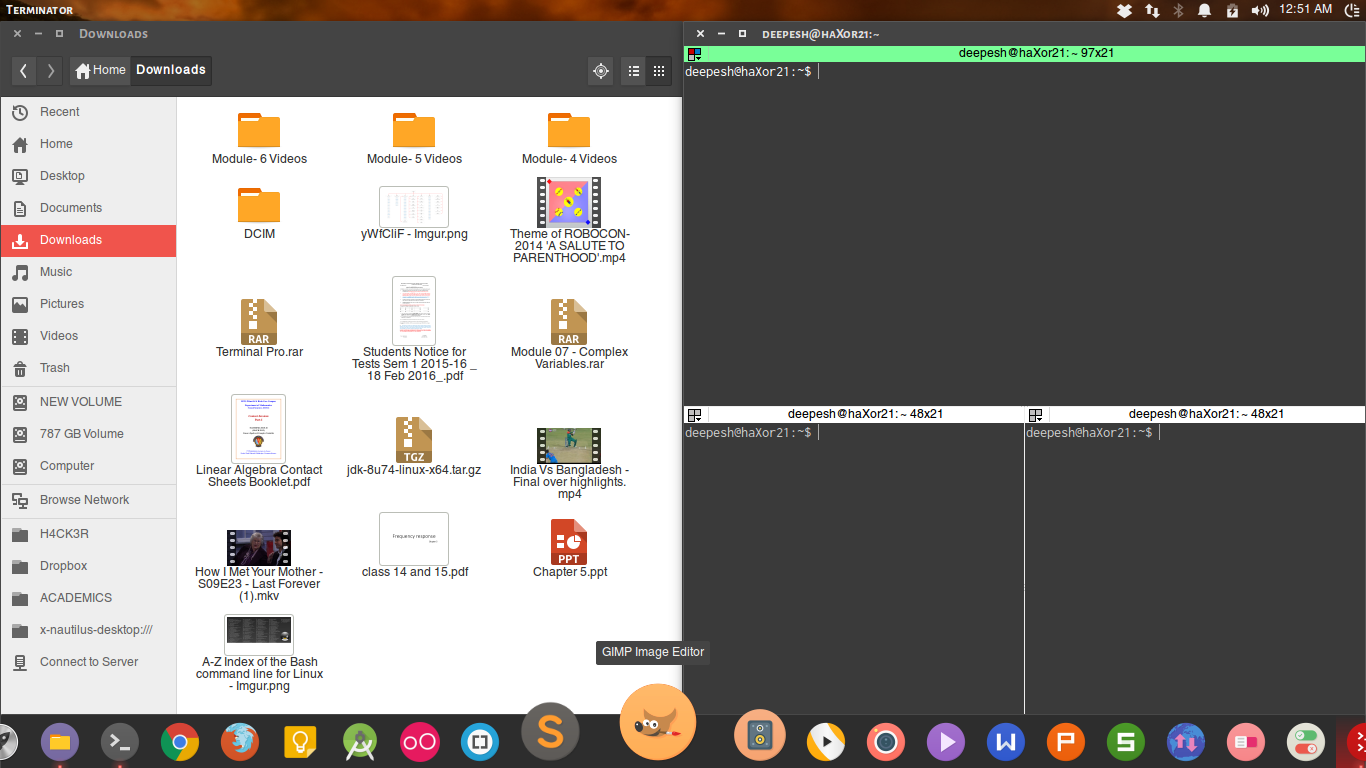 TERMINATOR
12:51 AM
DOWNLOADS
DEEPESH@HAXOR21:~
Home
Downloads
deepesh@haXor21: ~ 97x21
deepesh@haXor21:~$
Recent
Home
Desktop
Documents
Downloads
Music
Pictures
Videos
Trash
NEW VOLUME
787 GB Volume
Computer
Browse Network
H4CK3R
Dropbox
ACADEMICS
x-nautilus-desktop:///
Connect to Server
Module- 6 Videos
Module- 5 Videos
Module- 4 Videos
DCIM
yWfCliF - Imgur.png
Theme of ROBOCON-
2014 'A SALUTE TO
PARENTHOOD'.mp4
RAR
Terminal Pro.rar
Students Notice for
Tests Sem 1 2015-16 _
18 Feb 2016_.pdf
RAR
Module 07 - Complex
Variables.rar
Linear Algebra Contact
Sheets Booklet.pdf
TGZ
jdk-8u74-linux-x64.tar.gz
India Vs Bangladesh -
Final over highlights.
mp4
How I Met Your Mother -
S09E23 - Last Forever
(1).mkv
Frequency response
class 14 and 15.pdf
PPT
Chapter 5.ppt
A-Z Index of the Bash
command line for Linux
- Imgur.png
deepesh@haXor21: ~ 48x21
deepesh@haXor21:~$
deepesh@haXor21: ~ 48x21
deepesh@haXor21:~$
GIMP Image Editor
S
W
P
S